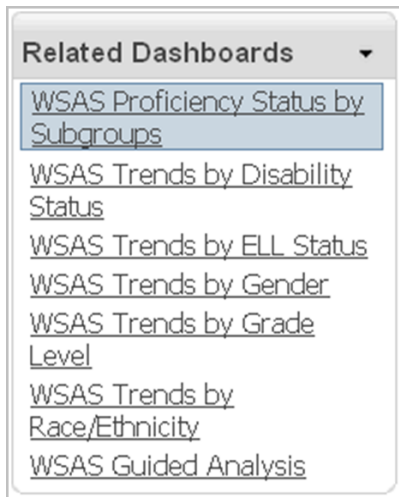 Related Dashboards
WSAS Proficiency Status by
Subgroups
WSAS Trends by Disability
Status
WSAS Trends by ELL Status
WSAS Trends by Gender
WSAS Trends by Grade
Level
WSAS Trends by
Race/Ethnicity
WSAS Guided Analysis